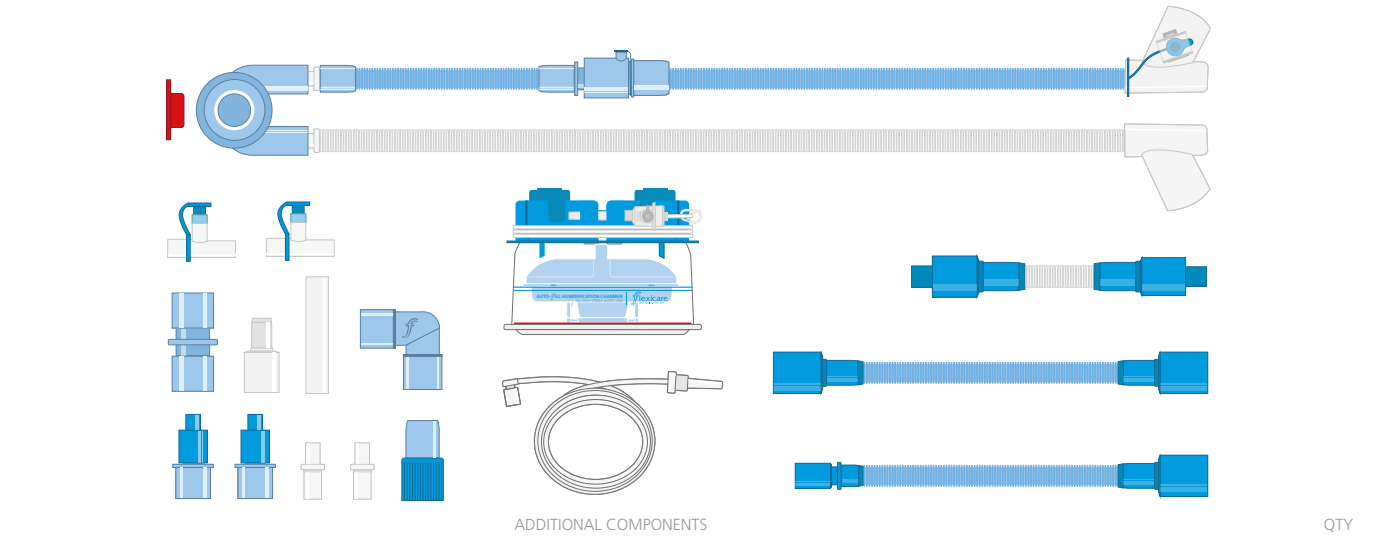 AUTO-fILL HUMIDIFICATION CHAMBER
flexicare
ADDITIONAL COMPONENTS
QTY